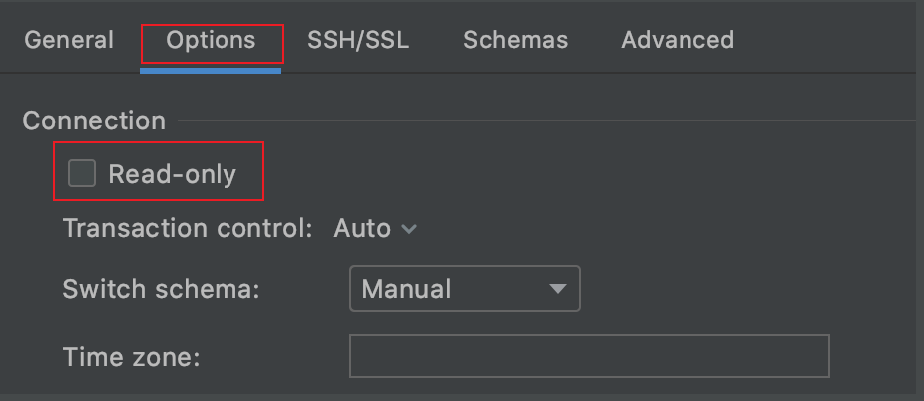 General Options SSH/SSL Schemas Advanced
Connection
Read-only
Transaction control: Auto
Switch schema: Manual
Time zone: